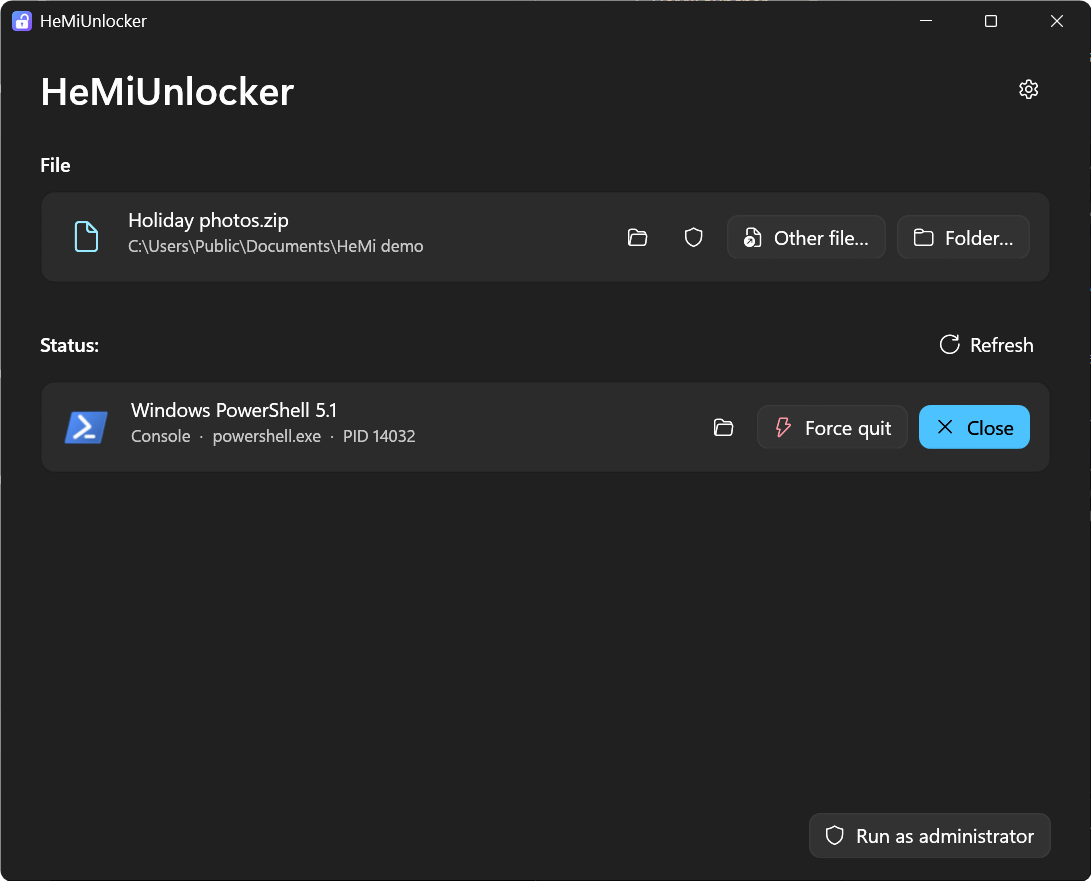 HeMiUnlocker
HeMiUnlocker
File
Holiday photos.zip
C:\Users\Public\Documents\HeMi demo
Other file...
Folder...
Status:
Refresh
Windows PowerShell 5.1
Console · powershell.exe · PID 14032
Force quit
Close
Run as administrator